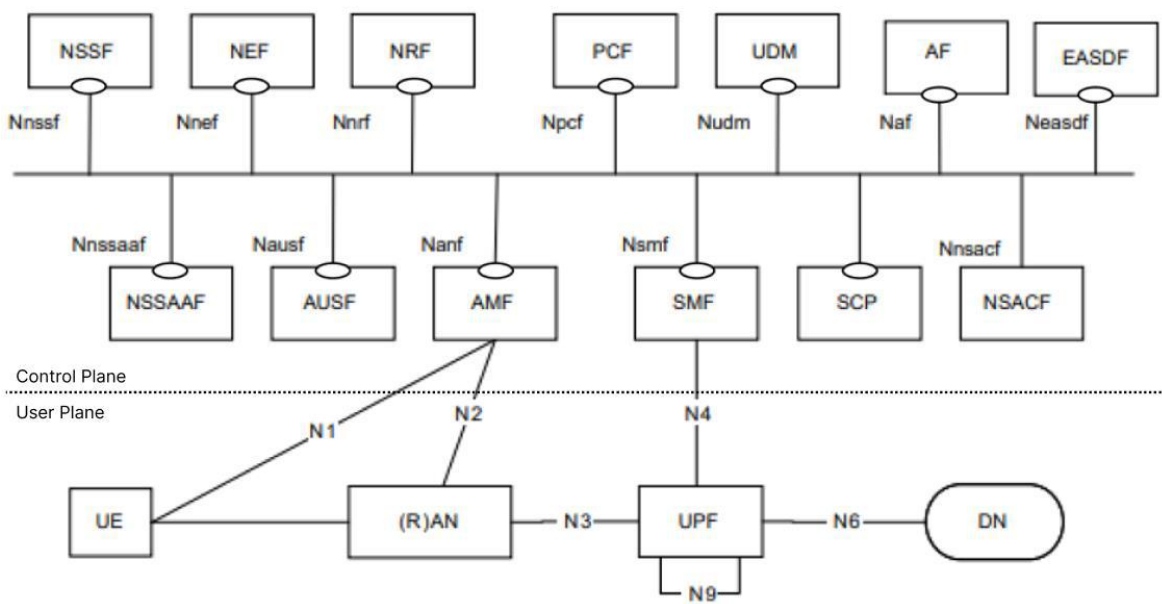 NSSF NEF NRF PCF UDM AF EASDF
Nnssf Nnef Nnrf Npcf Nudm Naf Neasdf
Nnssaaf Nausf Nanf Nsmf Nnsacf
NSSAAF AUSF AMF SMF SCP NSACF
Control Plane
User Plane
N1 N2 N4
UE (R)AN N3 UPF N6 DN
N9